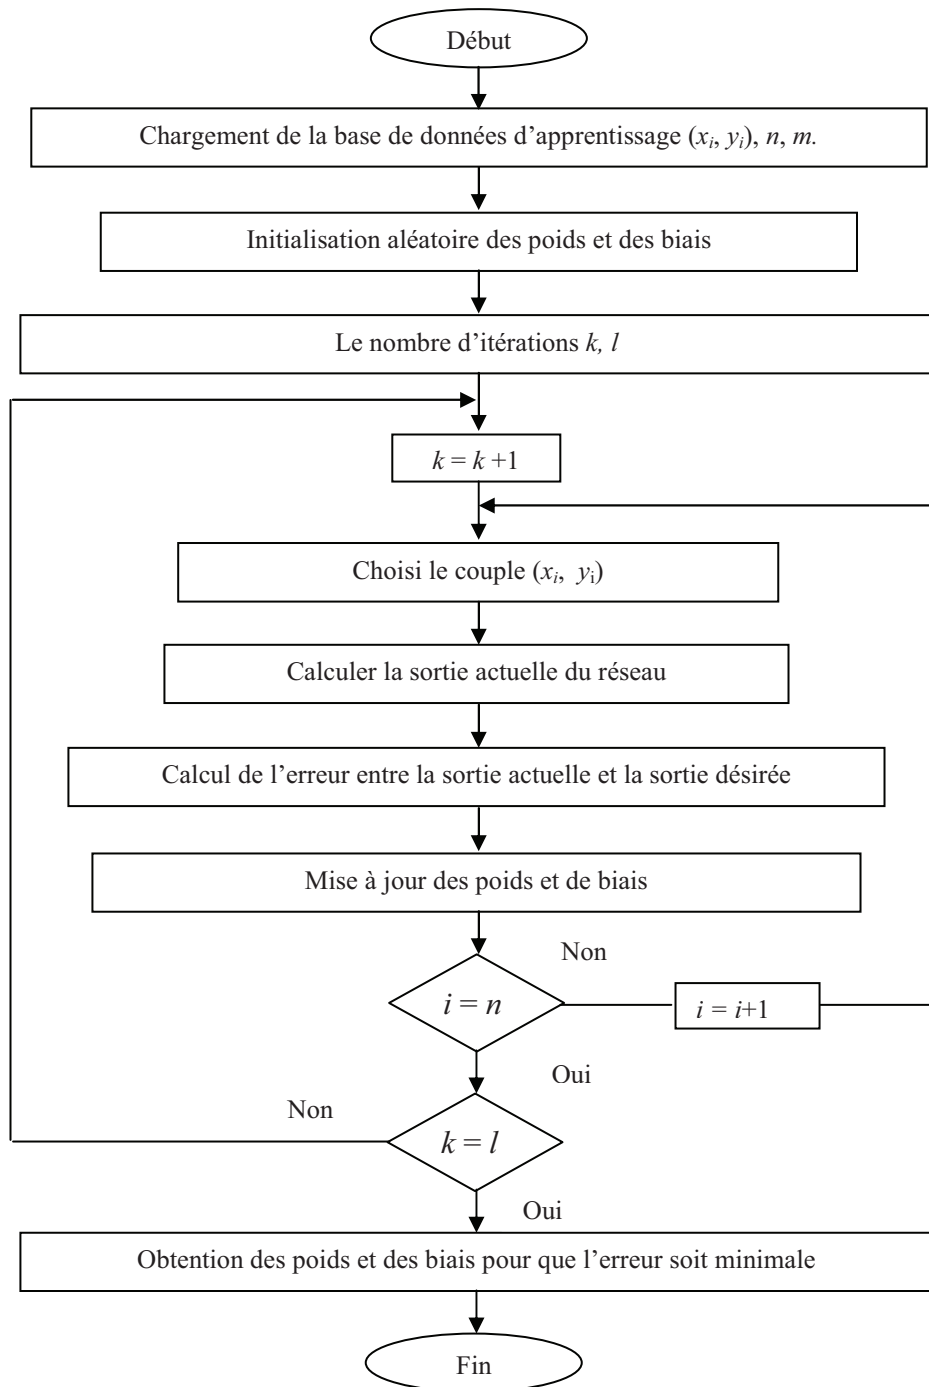 Début
Chargement de la base de données d’apprentissage (xi, yi), n, m.
Initialisation aléatoire des poids et des biais
Le nombre d’itérations k, l
k = k +1
Choisi le couple (xi, yi)
Calculer la sortie actuelle du réseau
Calcul de l’erreur entre la sortie actuelle et la sortie désirée
Mise à jour des poids et de biais
Non
i = n
i = i+1
Oui
Non
k = l
Oui
Obtention des poids et des biais pour que l’erreur soit minimale
Fin